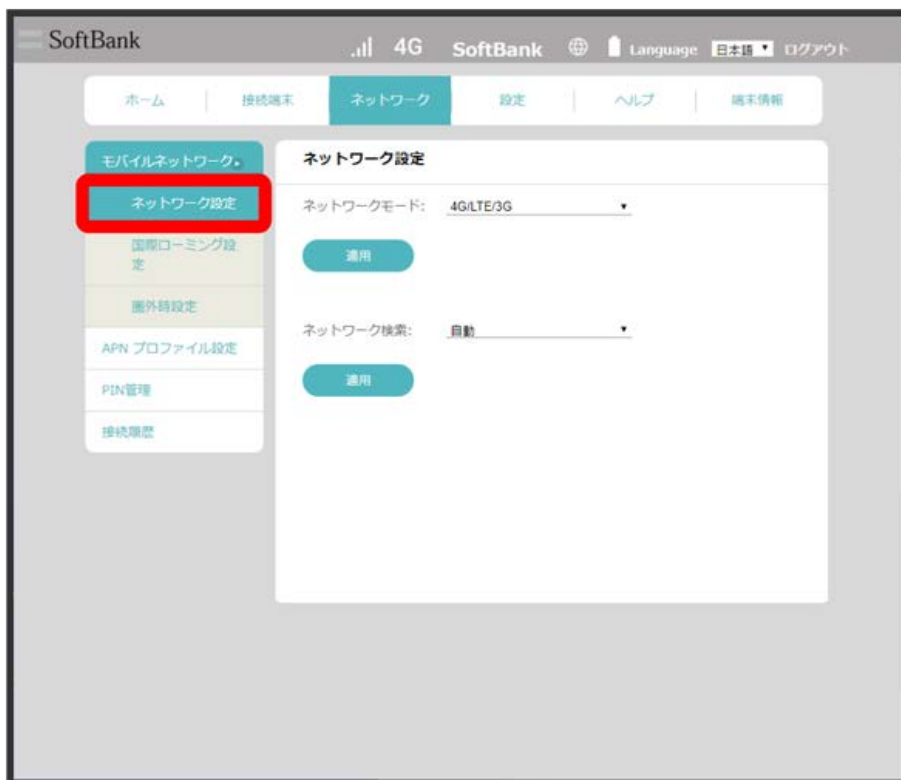 SoftBank
4G SoftBank Language 日本語 ログアウト
ホーム 接続端末 ネットワーク 設定 ヘルプ 端末情報
モバイルネットワーク
ネットワーク設定
国際ローミング設
定
圏外時設定
APN プロファイル設定
PIN管理
接続履歴
ネットワーク設定
ネットワークモード: 4G/LTE/3G
適用
ネットワーク検索: 自動
適用